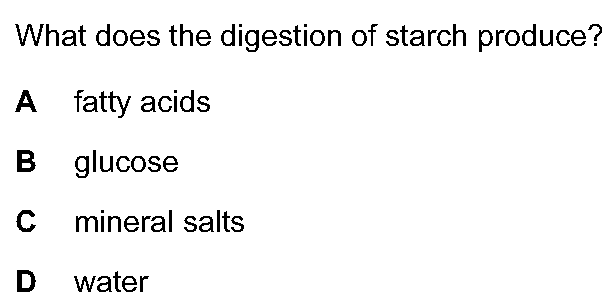 What does the digestion of starch produce?
A fatty acids
B glucose
C mineral salts
D water